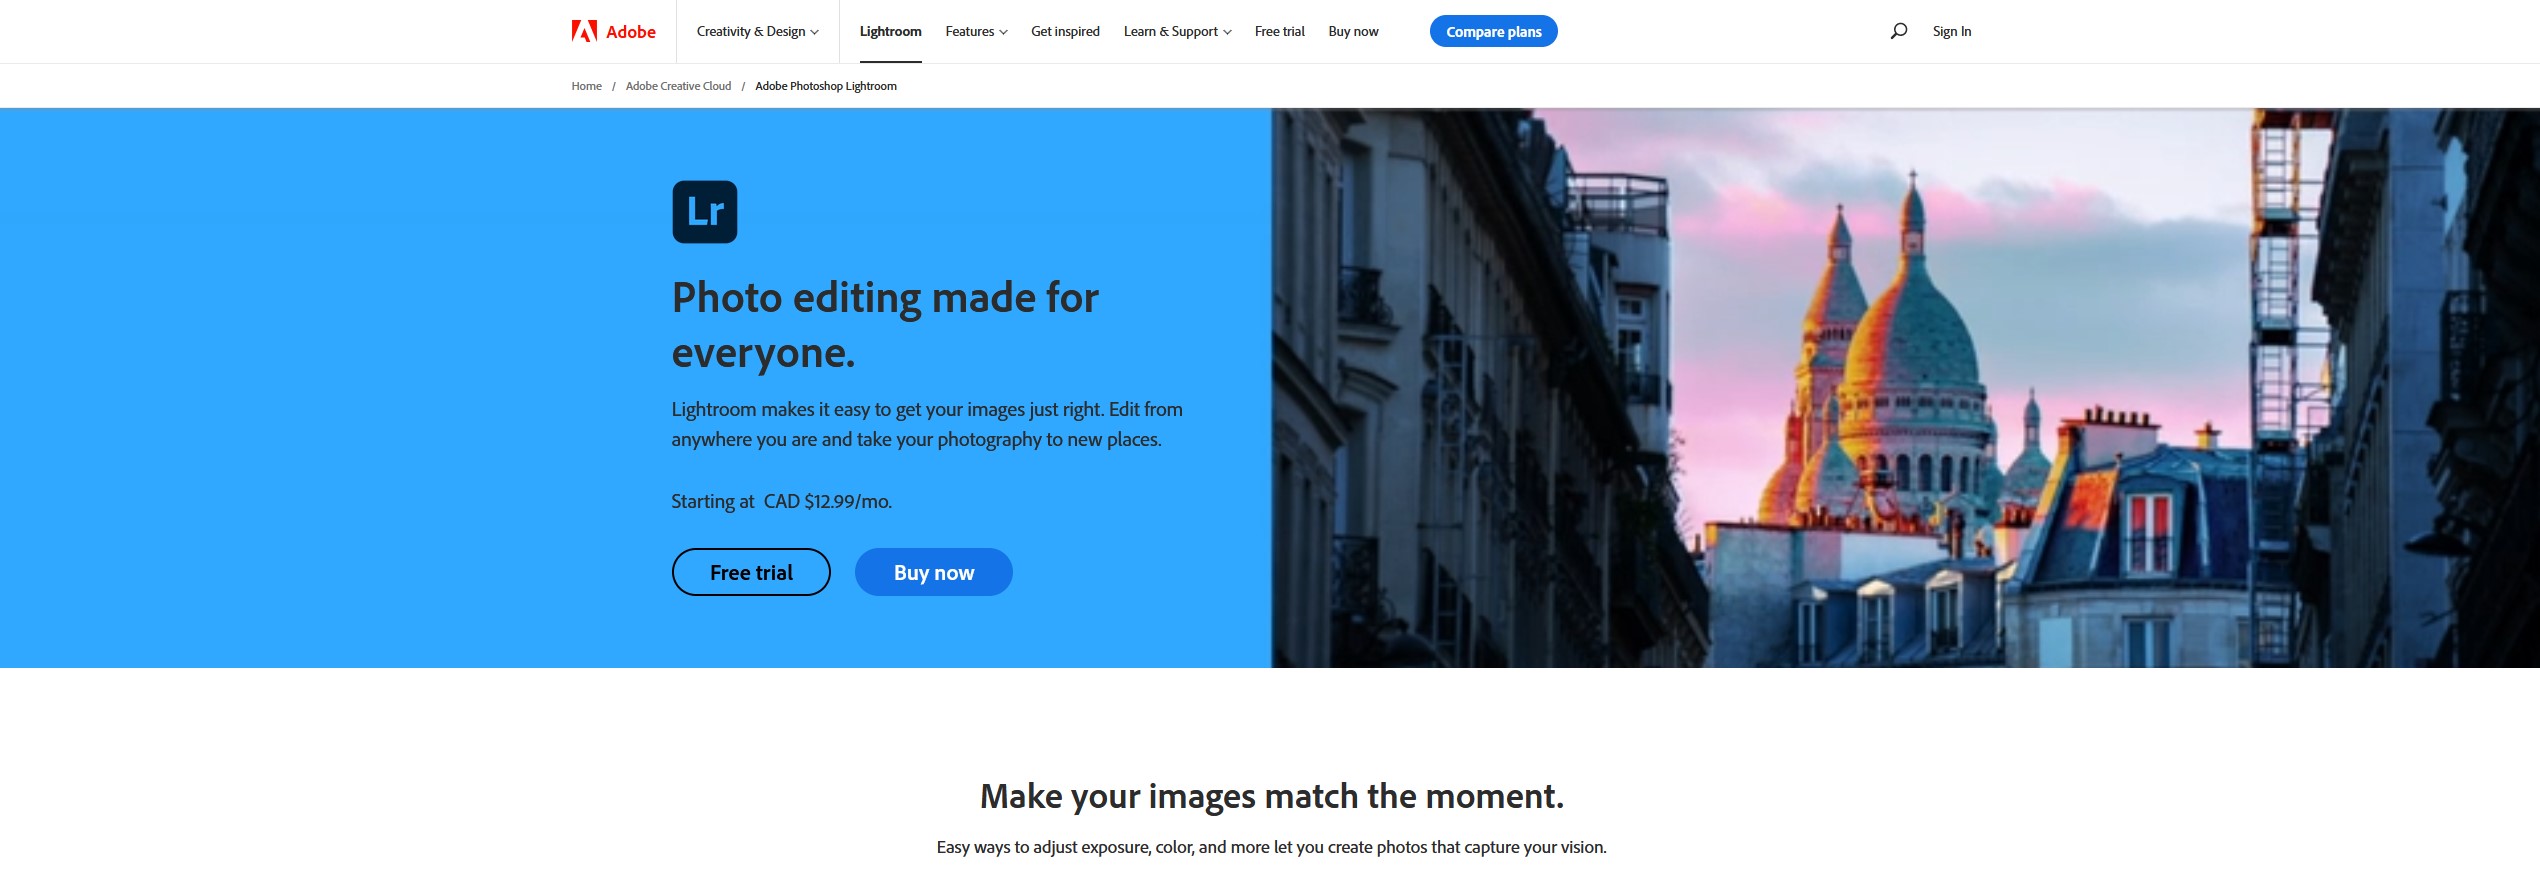 Adobe
Creativity & Design
Lightroom
Features
Get inspired
Learn & Support
Free trial
Buy now
Compare plans
Sign In
Home / Adobe Creative Cloud / Adobe Photoshop Lightroom
Lr
Photo editing made for
everyone.
Lightroom makes it easy to get your images just right. Edit from
anywhere you are and take your photography to new places.
Starting at CAD $12.99/mo.
Free trial
Buy now
Make your images match the moment.
Easy ways to adjust exposure, color, and more let you create photos that capture your vision.